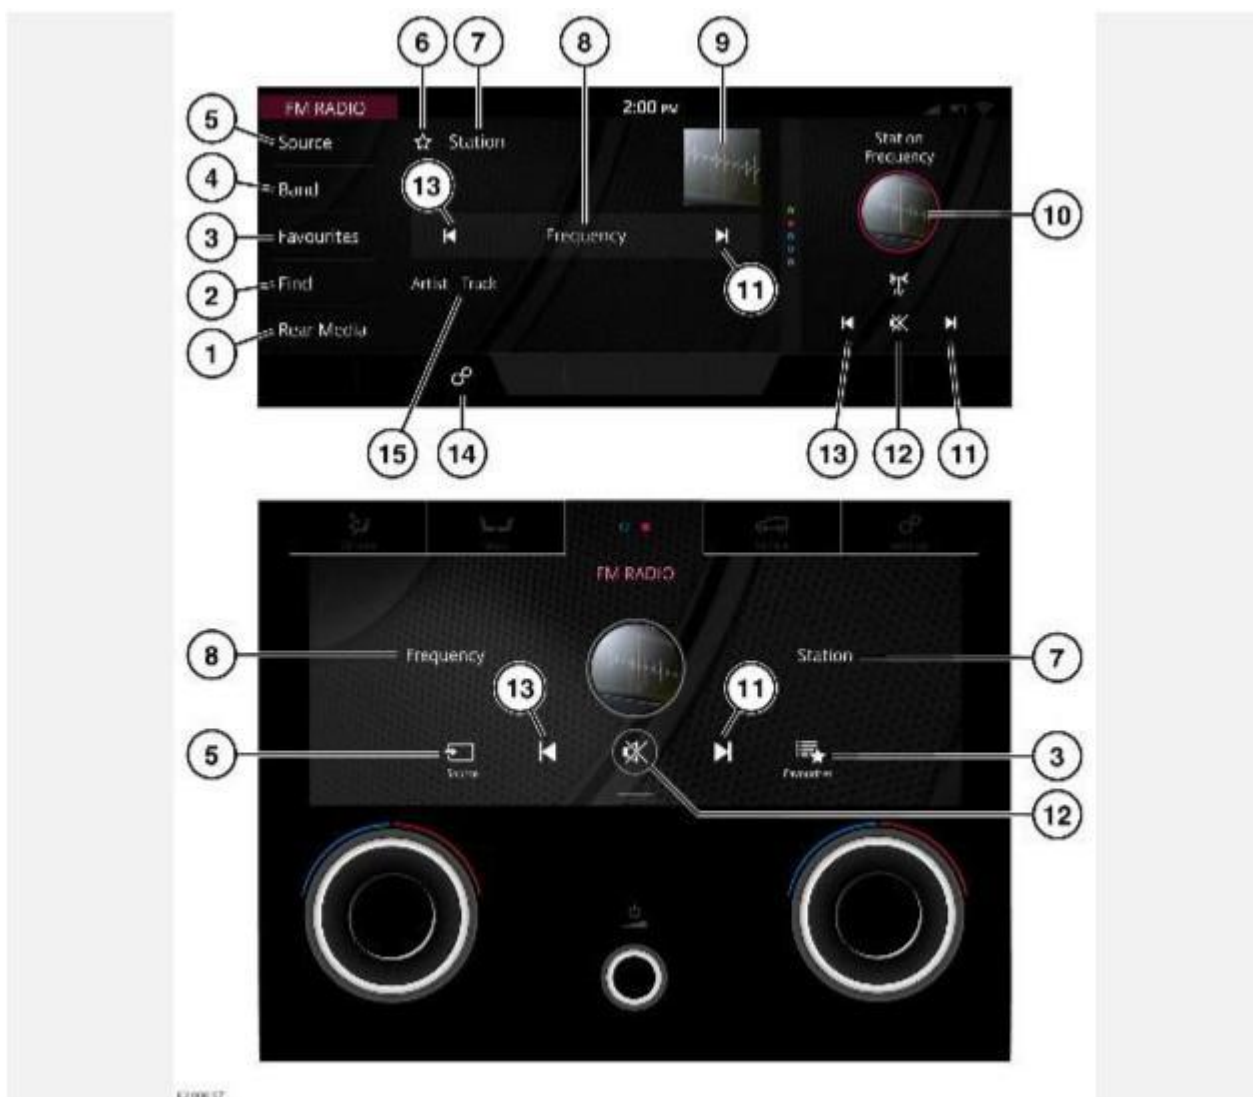 6 7 8 9
FM RADIO 2:00 PM
5 Source Station Station
Frequency
4 Band 13
10
3 Favourites Frequency
2 Find Artist Track 11
1 Rear Media
15 14 13 12 11
FM RADIO
8 Frequency Station 7
13 11
5 Source Favourites 3
12